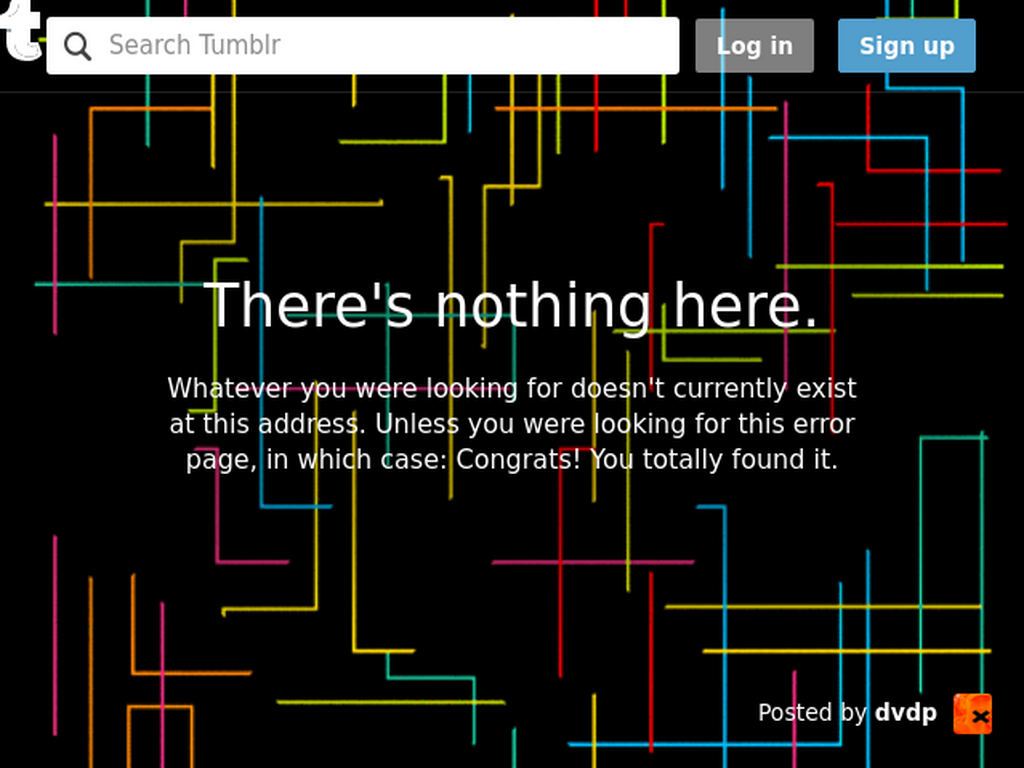 t
Search Tumblr
Log in
Sign up
There's nothing here.
Whatever you were looking for doesn't currently exist
at this address. Unless you were looking for this error
page, in which case: Congrats! You totally found it.
Posted by dvdp